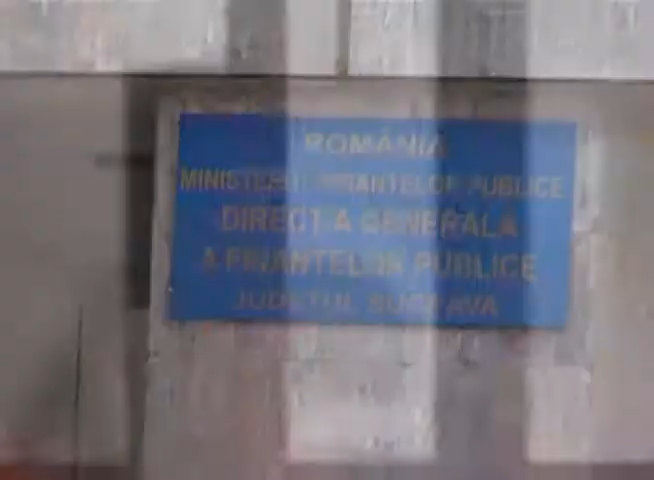 ROMÂNIA
MINISTERUL FINANTELOR PUBLICE
DIRECTIA GENERALA
A FINANTELOR PUBLICE
JUDETUL SUCEAVA